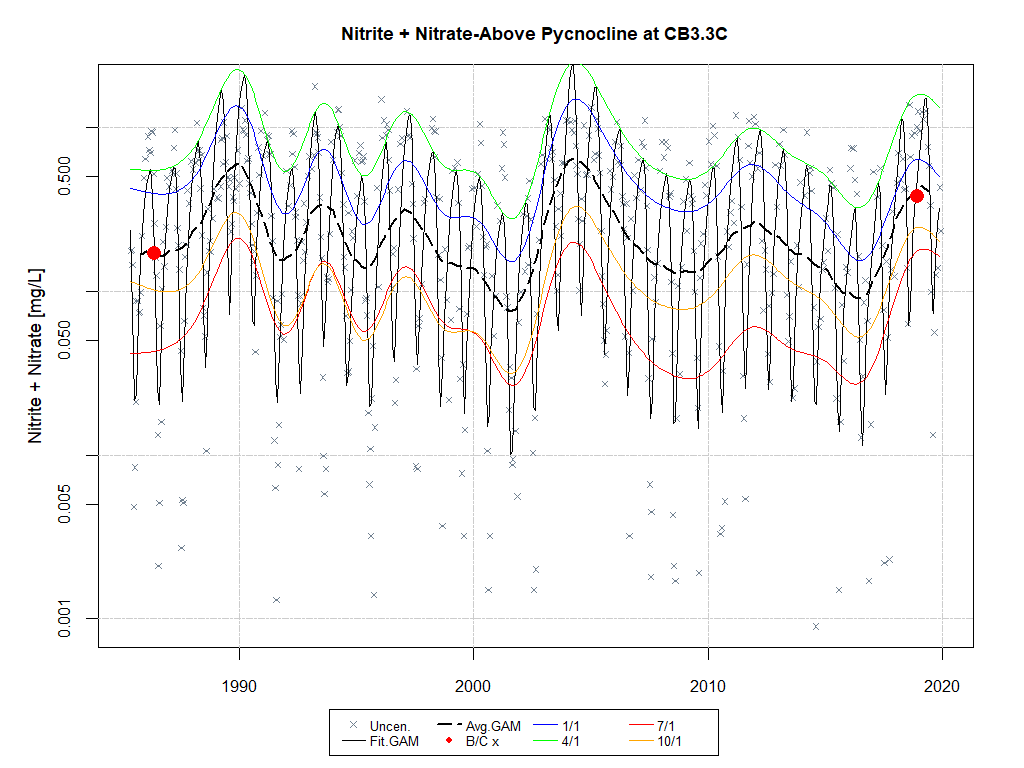 Nitrite + Nitrate-Above Pycnocline at CB3.3C
Nitrite + Nitrate [mg/L]
0.500
0.050
0.005
0.001
1990 2000 2010 2020
Uncen. Avg.GAM 1/1 7/1
Fit.GAM B/C x 4/1 10/1